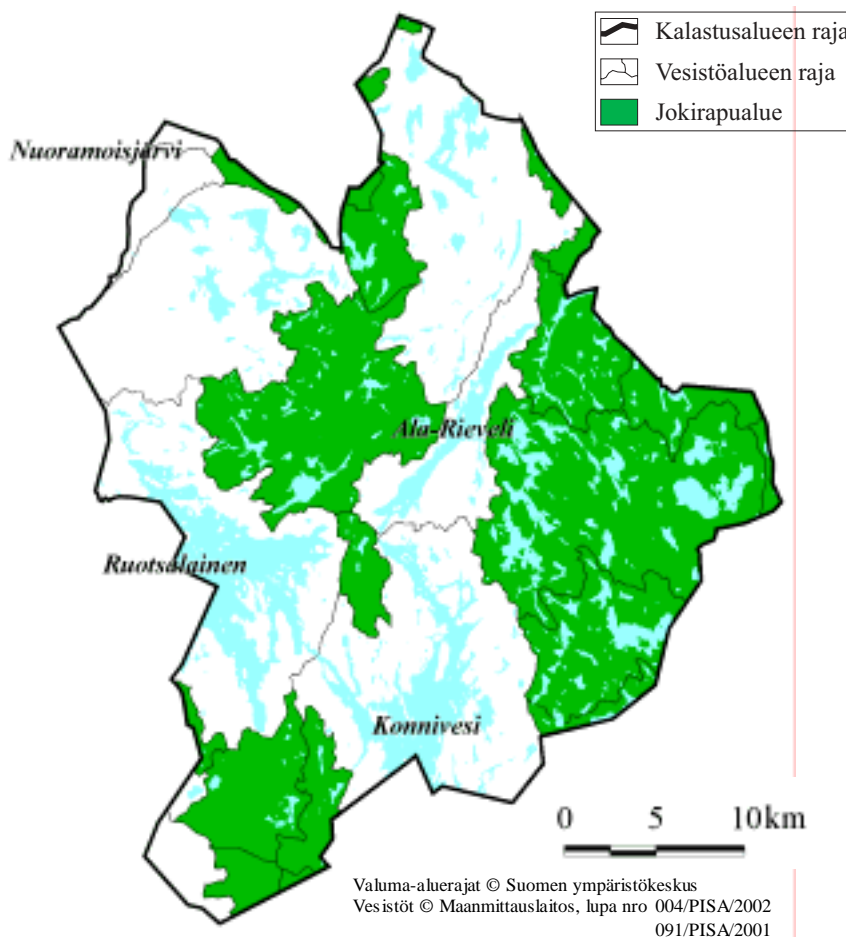 Kalastusalueen raja
Vesistöalueen raja
Jokirapualue
Nuoramoisjärvi
Ala-Rieveli
Ruotsalainen
Konnivesi
0 5 10km
Valuma-aluerajat © Suomen ympäristökeskus
Vesistöt © Maanmittauslaitos, lupa nro 004/PISA/2002
091/PISA/2001